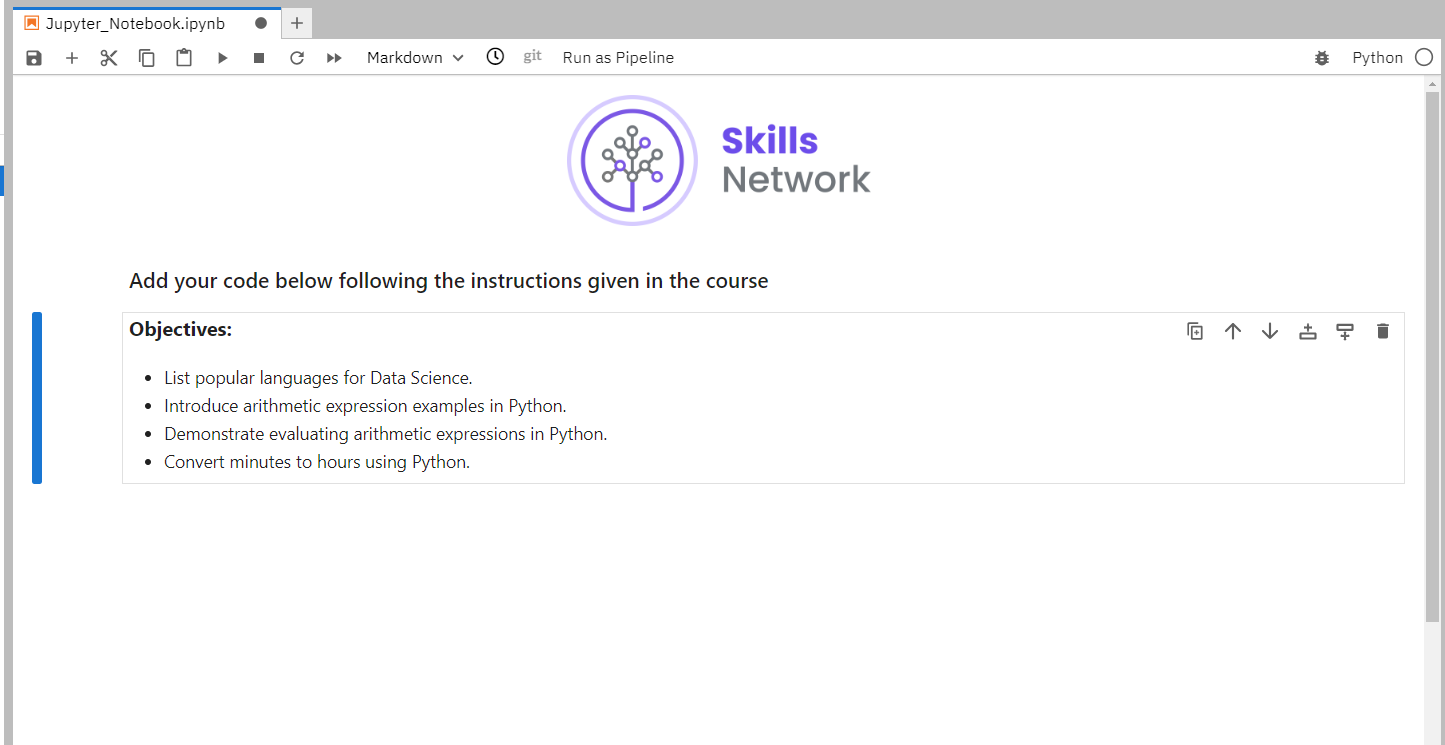 Jupyter_Notebook.ipynb
Markdown git Run as Pipeline Python
Skills
Network
Add your code below following the instructions given in the course
Objectives:
List popular languages for Data Science.
Introduce arithmetic expression examples in Python.
Demonstrate evaluating arithmetic expressions in Python.
Convert minutes to hours using Python.